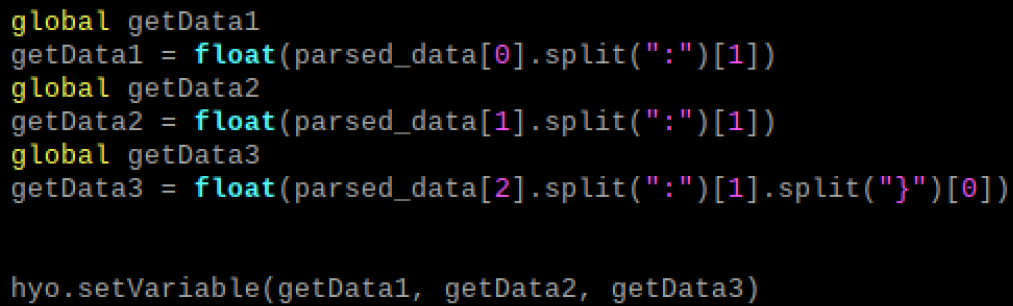 global getData1
getData1 = float(parsed_data[0].split(":")[1])
global getData2
getData2 = float(parsed_data[1].split(":")[1])
global getData3
getData3 = float(parsed_data[2].split(":")[1].split("}")[0])
hyo.setVariable(getData1, getData2, getData3)